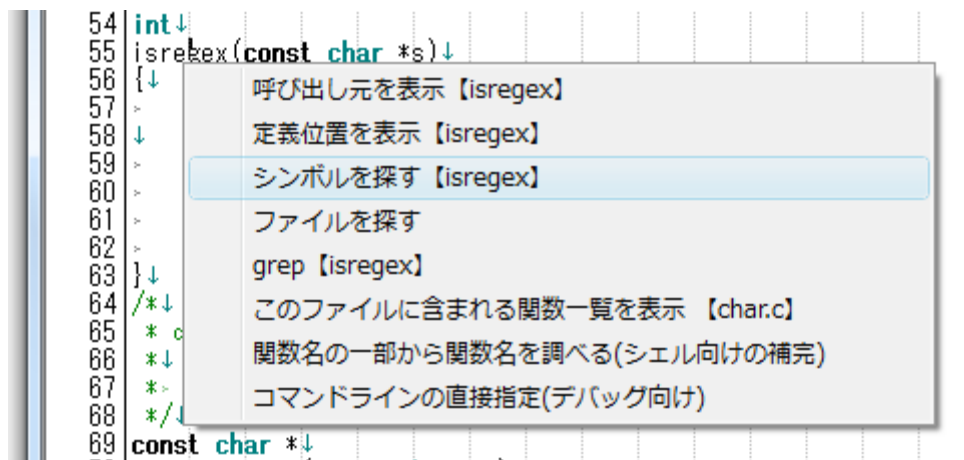 54 int↓
55 isregex(const char *s)↓
56 {↓
57
58 ↓
59
60
61
62
63 }↓
64 /*↓
65 * c
66 *↓
67 *
68 */↓
69 const char *↓
呼び出し元を表示【isregex】
定義位置を表示【isregex】
シンボルを探す【isregex】
ファイルを探す
grep【isregex】
このファイルに含まれる関数一覧を表示 【char.c】
関数名の一部から関数名を調べる(シェル向けの補完)
コマンドラインの直接指定(デバッグ向け)